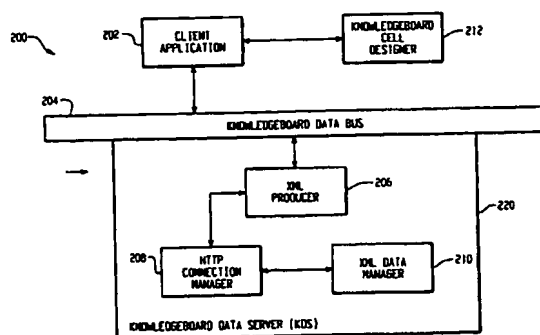 200
202
CLIENT
APPLICATION
KNOWLEDGEBOARD
CELL
DESIGNER
212
204
KNOWLEDGEBOARD DATA BUS
XML
PRODUCER
206
220
208
HTTP
CONNECTION
MANAGER
XML DATA
MANAGER
210
KNOWLEDGEBOARD DATA SERVER (KDS)